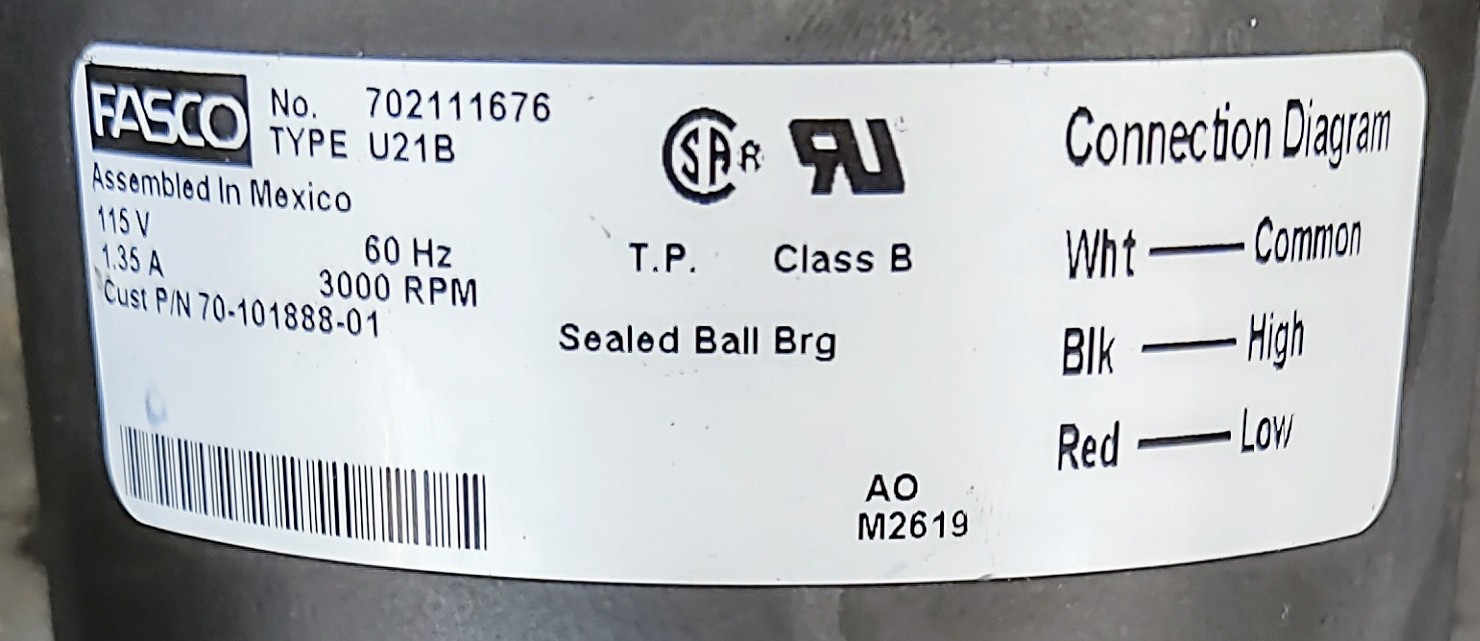 FASCO
No. 702111676
TYPE U21B
Assembled In Mexico
115 V
60 Hz
1.35 A
3000 RPM
Cust P/N 70-101888-01
SA R
T.P. Class B
Sealed Ball Brg
AO
M2619
Connection Diagram
Wht — Common
Blk — High
Red — Low